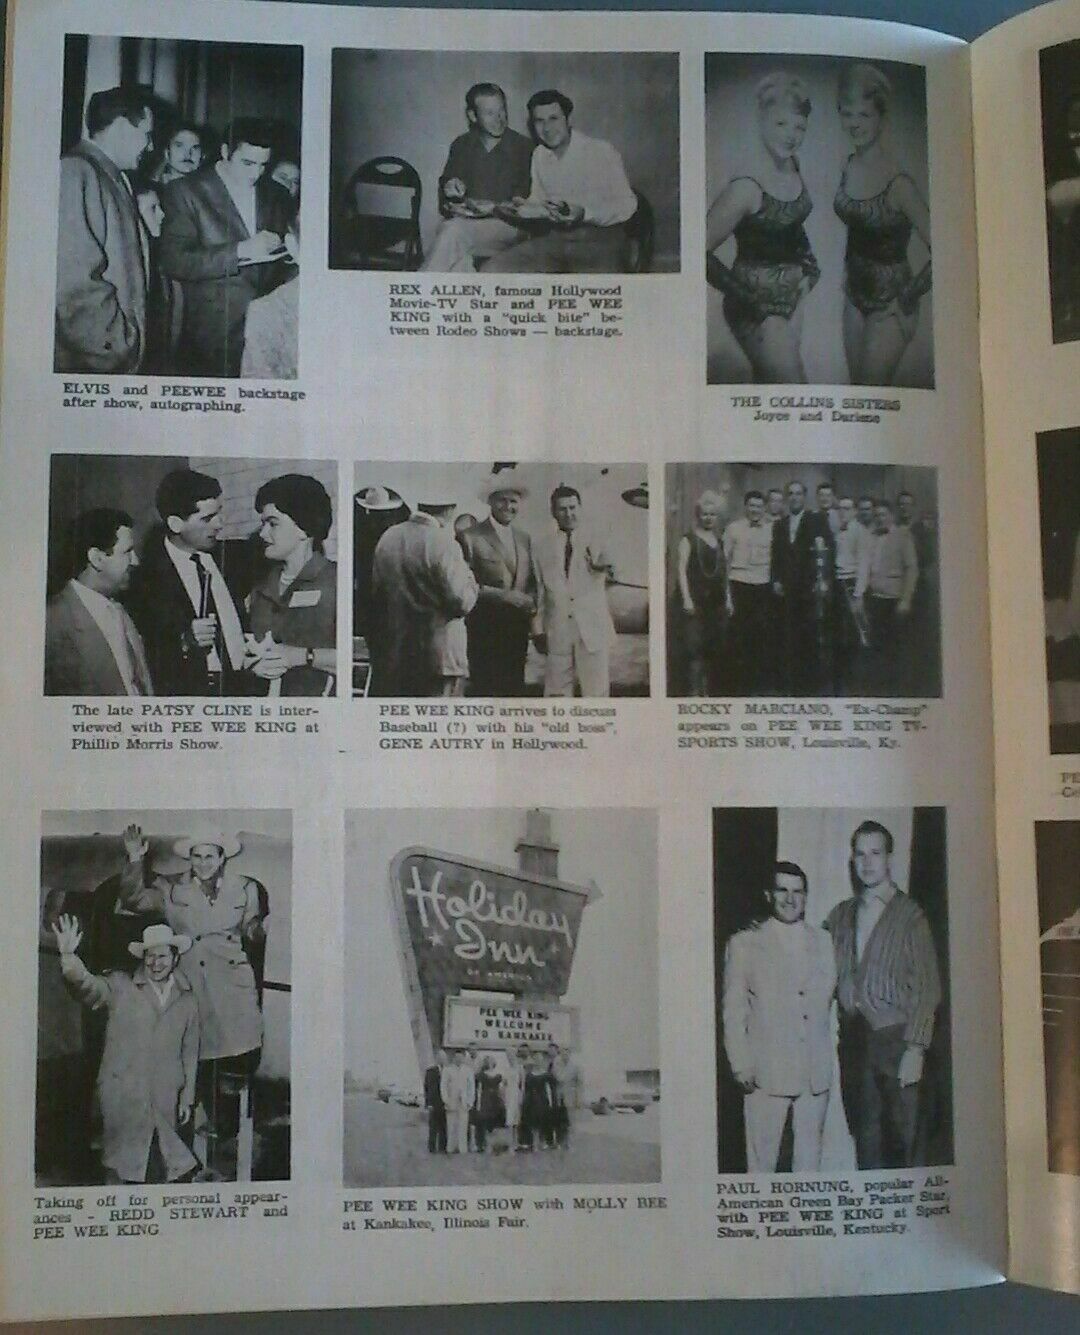 ELVIS and PEEWEE backstage
after show, autographing.
REX ALLEN, famous Hollywood
Movie-TV Star and PEE WEE
KING with a "quick bite" be-
tween Rodeo Shows — backstage.
THE COLLINS SISTERS
Joyce and Darlene
The late PATSY CLINE is inter-
viewed with PEE WEE KING at
Phillip Morris Show.
PEE WEE KING arrives to discuss
Baseball (?) with his "old boss",
GENE AUTRY in Hollywood.
ROCKY MARCIANO, "Ex-Champ"
appears on PEE WEE KING TV-
SPORTS SHOW, Louisville, Ky.
Holiday
Inn
OF AMERICA
PEE WEE KING
WELCOME
TO KANKAKEE
Taking off for personal appear-
ances - REDD STEWART and
PEE WEE KING
PEE WEE KING SHOW with MOLLY BEE
at Kankakee, Illinois Fair.
PAUL HORNUNG, popular All-
American Green Bay Packer Star,
with PEE WEE KING at Sport
Show, Louisville, Kentucky.
PE
Ce